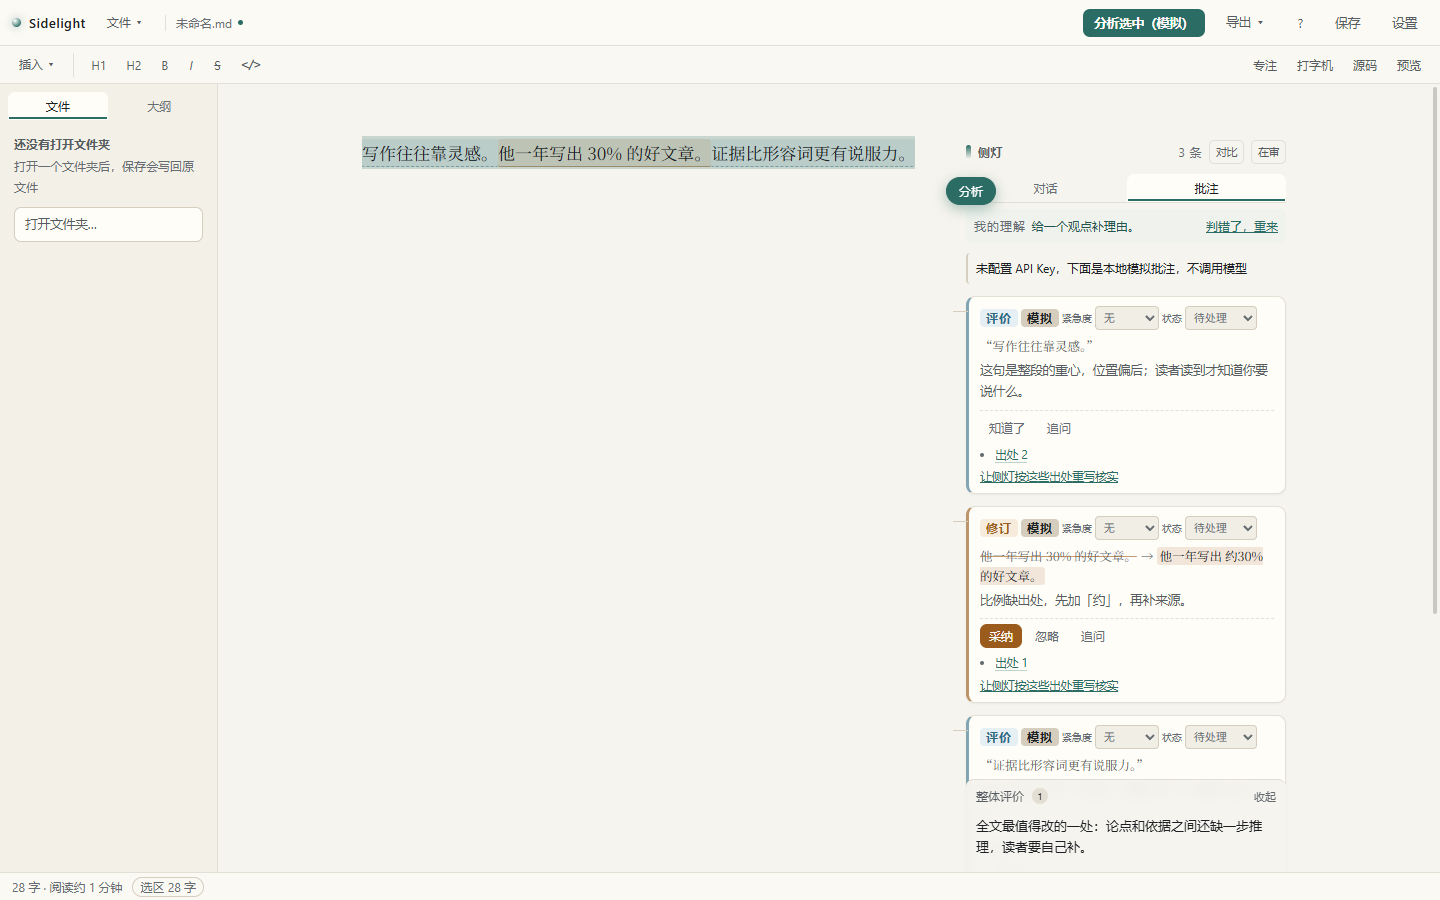 Sidelight 文件 ▾ 未命名.md • 分析选中（模拟） 导出 ▾ ? 保存 设置
插入 ▾ H1 H2 B I S </> 专注 打字机 源码 预览
文件 大纲
还没有打开文件夹
打开一个文件夹后，保存会写回原
文件
打开文件夹...
写作往往靠灵感。他一年写出 30% 的好文章。证据比形容词更有说服力。
侧灯 3 条 对比 在审
分析 对话 批注
我的理解 给一个观点补理由。 判错了，重来
未配置 API Key，下面是本地模拟批注，不调用模型
评价 模拟 紧急度 无 状态 待处理
“写作往往靠灵感。”
这句是整段的重心，位置偏后；读者读到才知道你要
说什么。
知道了 追问
• 出处 2
让侧灯按这些出处重写核实
修订 模拟 紧急度 无 状态 待处理
他一年写出 30% 的好文章。 → 他一年写出 约30%
的好文章。
比例缺出处，先加「约」，再补来源。
采纳 忽略 追问
• 出处 1
让侧灯按这些出处重写核实
评价 模拟 紧急度 无 状态 待处理
“证据比形容词更有说服力。”
整体评价 1 收起
全文最值得改的一处：论点和依据之间还缺一步推
理，读者要自己补。
28 字 · 阅读约 1 分钟 选区 28 字